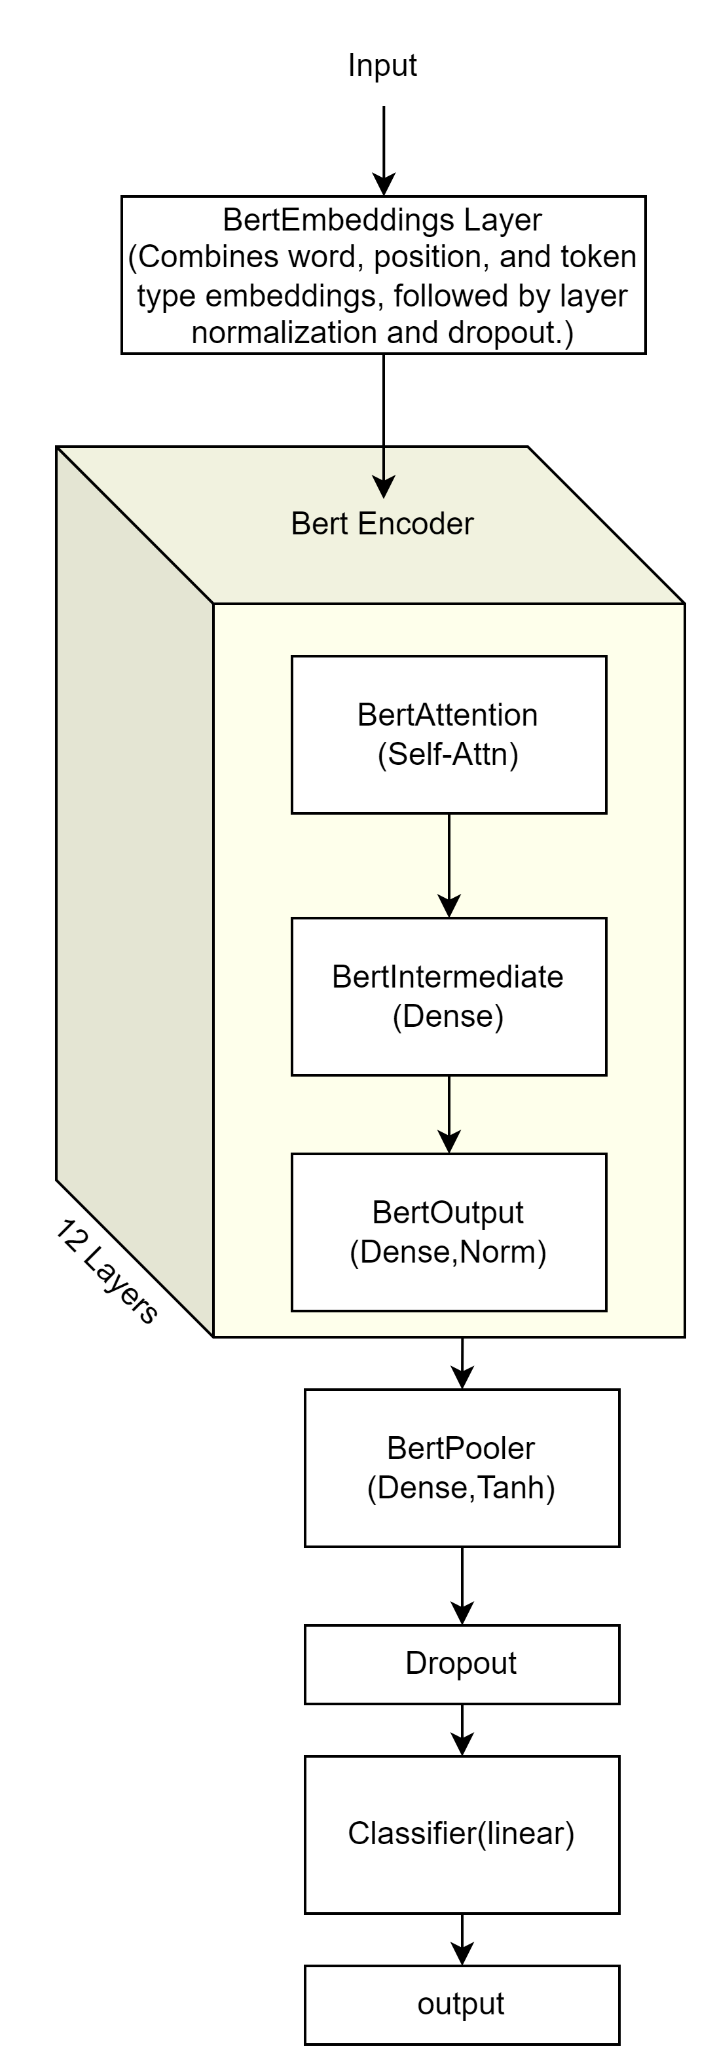 Input
BertEmbeddings Layer
(Combines word, position, and token
type embeddings, followed by layer
normalization and dropout.)
Bert Encoder
BertAttention
(Self-Attn)
BertIntermediate
(Dense)
BertOutput
(Dense,Norm)
12 Layers
BertPooler
(Dense,Tanh)
Dropout
Classifier(linear)
output